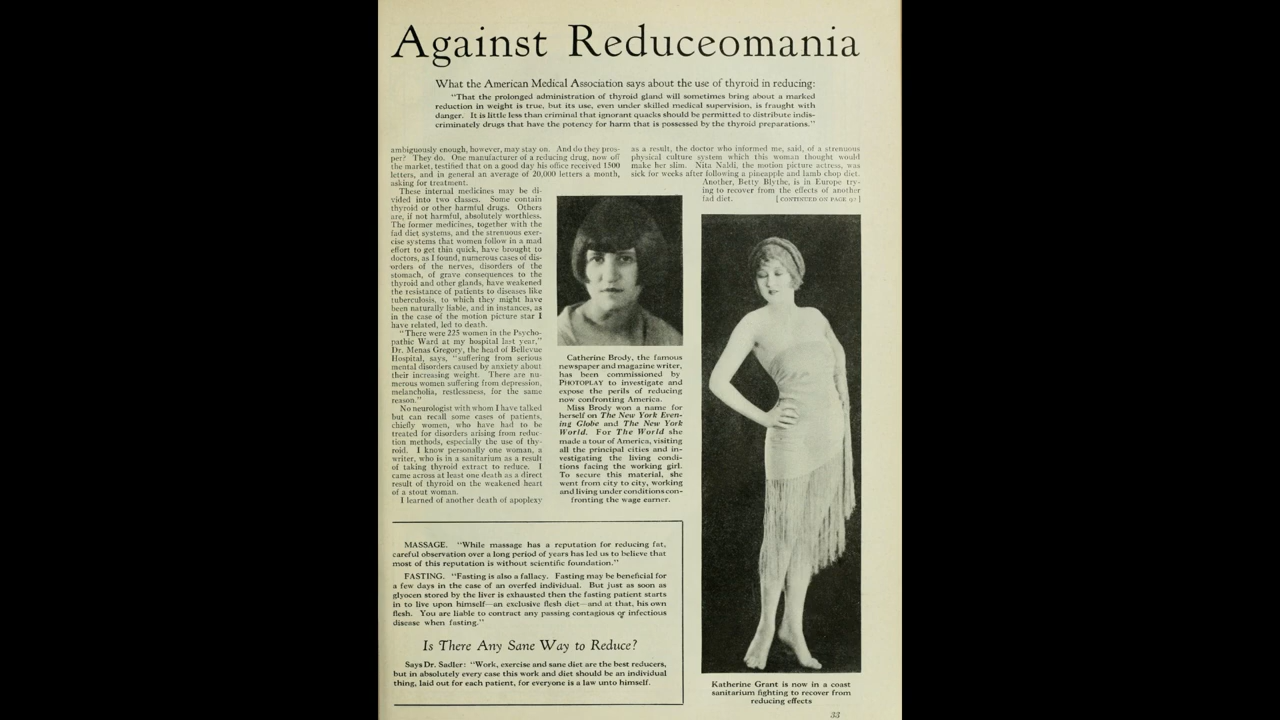 Against Reduceomania
What the American Medical Association says about the use of thyroid in reducing:
"That the prolonged administration of thyroid gland will sometimes bring about a marked
reduction in weight is true, but its use, even under skilled medical supervision, is fraught with
danger. It is little less than criminal that ignorant quacks should be permitted to distribute indis-
criminately drugs that have the potency for harm that is possessed by the thyroid preparations."
ambiguously enough, however, may stay on. And do they pros-
per? They do. One manufacturer of a reducing drug, now off
the market, testified that on a good day his office received 1500
letters, and in general an average of 20,000 letters a month,
asking for treatment.
These internal medicines may be di-
vided into two classes. Some contain
thyroid or other harmful drugs. Others
are, if not harmful, absolutely worthless.
The former medicines, together with the
fad diet systems, and the strenuous exer-
cise systems that women follow in a mad
effort to get thin quick, have brought to
doctors, as I found, numerous cases of dis-
orders of the nerves, disorders of the
stomach, of grave consequences to the
thyroid and other glands, have weakened
the resistance of patients to diseases like
tuberculosis, to which they might have
been naturally liable, and in instances, as
in the case of the motion picture star I
have related, led to death.
"There were 225 women in the Psycho-
pathic Ward at my hospital last year,"
Dr. Menas Gregory, the head of Bellevue
Hospital, says, "suffering from serious
mental disorders caused by anxiety about
their increasing weight. There are nu-
merous women suffering from depression,
melancholia, restlessness, for the same
reason."
No neurologist with whom I have talked
but can recall some cases of patients,
chiefly women, who have had to be
treated for disorders arising from reduc-
tion methods, especially the use of thy-
roid. I know personally one woman, a
writer, who is in a sanitarium as a result
of taking thyroid extract to reduce. I
came across at least one death as a direct
result of thyroid on the weakened heart
of a stout woman.
I learned of another death of apoplexy
as a result, the doctor who informed me, said, of a strenuous
physical culture system which this woman thought would
make her slim. Nita Naldi, the motion picture actress, was
sick for weeks after following a pineapple and lamb chop diet.
Another, Betty Blythe, is in Europe try-
ing to recover from the effects of another
fad diet. [CONTINUED ON PAGE 92]
Catherine Brody, the famous
newspaper and magazine writer,
has been commissioned by
PHOTOPLAY to investigate and
expose the perils of reducing
now confronting America.
Miss Brody won a name for
herself on The New York Even-
ing Globe and The New York
World. For The World she
made a tour of America, visiting
all the principal cities and in-
vestigating the living condi-
tions facing the working girl.
To secure this material, she
went from city to city, working
and living under conditions con-
fronting the wage earner.
MASSAGE. "While massage has a reputation for reducing fat,
careful observation over a long period of years has led us to believe that
most of this reputation is without scientific foundation."
FASTING. "Fasting is also a fallacy. Fasting may be beneficial for
a few days in the case of an overfed individual. But just as soon as
glyocen stored by the liver is exhausted then the fasting patient starts
in to live upon himself—an exclusive flesh diet—and at that, his own
flesh. You are liable to contract any passing contagious or infectious
disease when fasting."
Is There Any Sane Way to Reduce?
Says Dr. Sadler: "Work, exercise and sane diet are the best reducers,
but in absolutely every case this work and diet should be an individual
thing, laid out for each patient, for everyone is a law unto himself.
Katherine Grant is now in a coast
sanitarium fighting to recover from
reducing effects
33